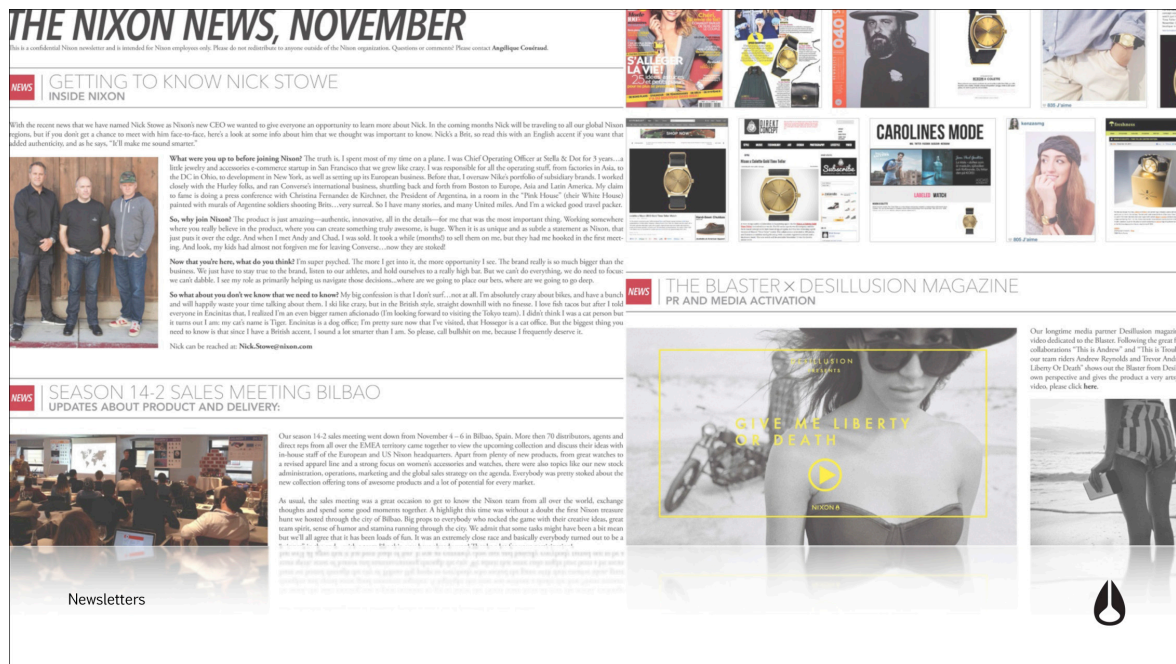 THE NIXON NEWS, NOVEMBER
This is a confidential Nixon newsletter and is intended for Nixon employees only. Please do not redistribute to anyone outside of the Nixon organization. Questions or comments? Please contact Angélique Couëraud.
NEWS
GETTING TO KNOW NICK STOWE
INSIDE NIXON
With the recent news that we have named Nick Stowe as Nixon's new CEO we wanted to give everyone an opportunity to learn more about Nick. In the coming months Nick will be traveling to all our global Nixon
regions, but if you don't get a chance to meet with him face-to-face, here's a look at some info about him that we thought was important to know. Nick's a Brit, so read this with an English accent if you want that
added authenticity, and as he says, "It'll make me sound smarter."
What were you up to before joining Nixon? The truth is, I spent most of my time on a plane. I was Chief Operating Officer at Stella & Dot for 3 years…a
little jewelry and accessories e-commerce startup in San Francisco that grew like crazy. I was responsible for all the operating stuff, from factories in Asia, to
the DC in Ohio, to development in New York, as well as setting up its European business. Before that, I oversaw Nike's portfolio of subsidiary brands. I worked
closely with the Hurley folks, and ran Converse's international business, shuttling back and forth from Boston to Europe, Asia and Latin America. My claim
to fame is doing a press conference with Christina Fernandes de Kirchner, the President of Argentina, in a room in the "Pink House" (their White House)
painted with murals of Argentine soldiers shooting Brits…very surreal. So I have many stories, and many United miles. And I'm a wicked good travel packer.
So, why join Nixon? The product is just amazing—authentic, innovative, all in the details—for me that was the most important thing. Working somewhere
where you really believe in the product, where you can create something truly awesome, is huge. When it is as unique and as subtle a statement as Nixon, that
just puts it over the edge. And when I met Andy and Chad, I was sold. It took a while (months!) to sell them on me, but they had me hooked in the first meet-
ing. And look, my kids had almost not forgiven me for leaving Converse…now they are stoked!
Now that you're here, what do you think? I'm super psyched. The more I get into it, the more opportunity I see. The brand really is so much bigger than the
business. We just have to stay true to the brand, listen to our athletes, and hold ourselves to a really high bar. But we can't do everything, we do need to focus:
we can't dabble. I see my role as primarily helping us navigate those decisions...where are we going to place our bets, where are we going to go deep.
So what about you don't we know that we need to know? My big confession is that I don't surf…not at all. I'm absolutely crazy about bikes, and have a bunch
and will happily waste your time talking about them. I ski like crazy, but in the British style, straight downhill with no turns. I love fish tacos but after I told
everyone in Encinitas that, I realized I'm an even bigger ramen aficionado (I'm looking forward to visiting the Tokyo team). I didn't think I was a cat person but
it turns out I am: my cat's name is Tiger. Encinitas is a dog office; I'm pretty sure now that I've visited, that Hossegor is a cat office. But the biggest thing you
need to know is that since I have a British accent, I sound a lot smarter than I am. So please, call bullshit on me, because I frequently deserve it.
Nick can be reached at: Nick.Stowe@nixon.com
NEWS
SEASON 14-2 SALES MEETING BILBAO
UPDATES ABOUT PRODUCT AND DELIVERY:
Our season 14-2 sales meeting went down from November 4 – 6 in Bilbao, Spain. More then 70 distributors, agents and
direct reps from all over the EMEA territory came together to view the upcoming collection and discuss their ideas with
in-house staff of the European and US Nixon headquarters. Apart from plenty of new products, from great watches to
a revised apparel line and a strong focus on women's accessories and watches, there were also topics like our new stock
administration, operations, marketing and the global sales strategy on the agenda. Everybody was pretty stoked about the
new collection offering tons of awesome products and a lot of potential for every market.
As usual, the sales meeting was a great occasion to get to know the Nixon team from all over the world, exchange
thoughts and spend some good moments together. A highlight this time was without a doubt the first Nixon treasure
hunt we hosted through the city of Bilbao. Big props to everybody who rocked the game with their creative ideas, great
team spirit, sense of humor and stamina running through the city. We admit that some tasks might have been a bit mean
but we'll all agree that it has been loads of fun. It was an extremely close race and basically everybody turned out to be a
S'ALLÉGER
LA VIE!
25
040
J'aime
SHOP NOW
DIREKT
CONCEPT
Subscribe
CAROLINES MODE
LABELED WATCH
J'aime
NEWS
THE BLASTER × DESILLUSION MAGAZINE
PR AND MEDIA ACTIVATION
DESILLUSION
PRESENTS
GIVE ME LIBERTY
OR DEATH
NIXON
Our longtime media partner Desillusion magazin
video dedicated to the Blaster. Following the great
collaborations "This is Andrew" and "This is
our team riders Andrew Reynolds and Trevor And
Liberty Or Death" shows out the Blaster from Desi
own perspective and gives the product a very
video, please click here.
Newsletters